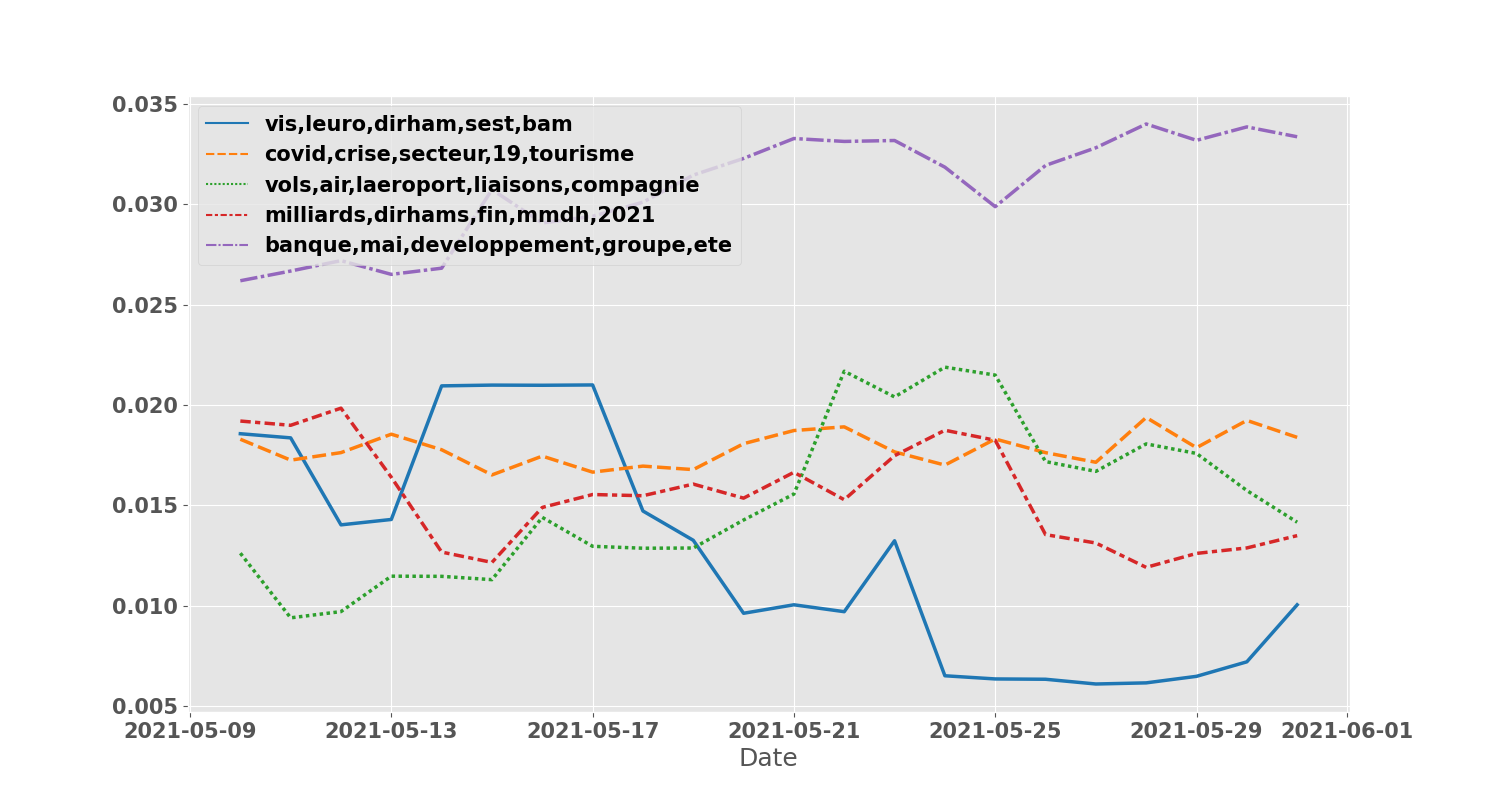 0.035
0.030
0.025
0.020
0.015
0.010
0.005
vis,leuro,dirham,sest,bam
covid,crise,secteur,19,tourisme
vols,air,laeroport,liaisons,compagnie
milliards,dirhams,fin,mmdh,2021
banque,mai,developpement,groupe,ete
2021-05-09 2021-05-13 2021-05-17 2021-05-21 2021-05-25 2021-05-29 2021-06-01
Date